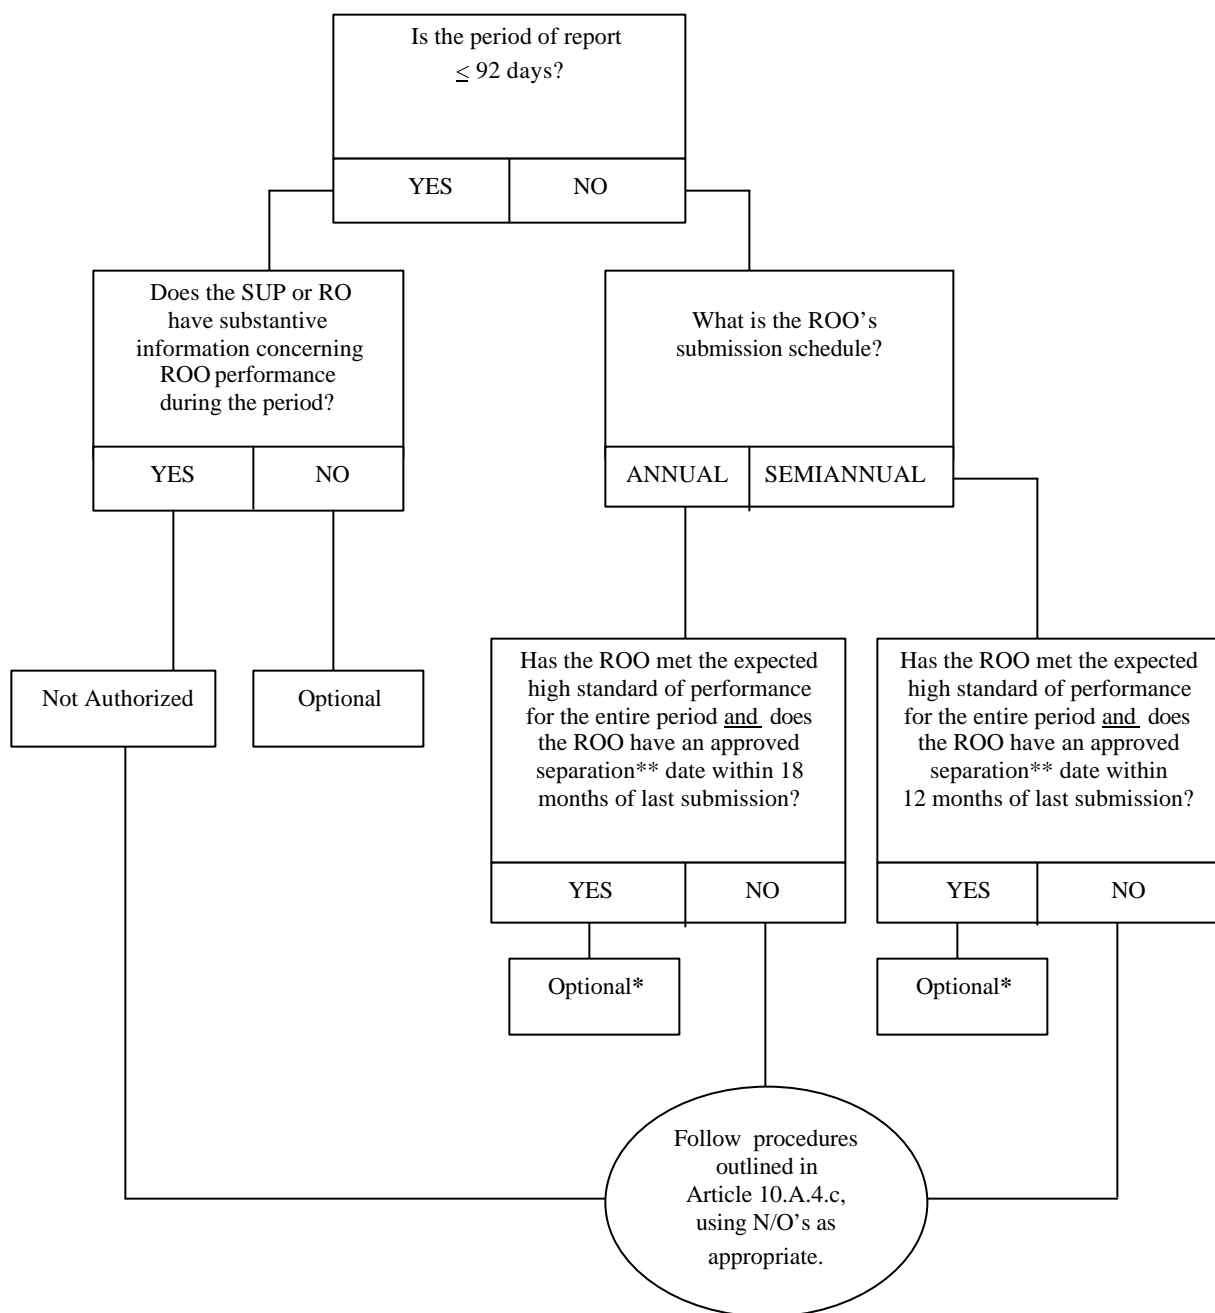 Is the period of report
≤ 92 days?
YES
NO
Does the SUP or RO
have substantive
information concerning
ROO performance
during the period?
YES
NO
What is the ROO’s
submission schedule?
ANNUAL
SEMIANNUAL
Not Authorized
Optional
Has the ROO met the expected
high standard of performance
for the entire period and does
the ROO have an approved
separation** date within 18
months of last submission?
YES
NO
Has the ROO met the expected
high standard of performance
for the entire period and does
the ROO have an approved
separation** date within
12 months of last submission?
YES
NO
Optional*
Optional*
Follow procedures
outlined in
Article 10.A.4.c,
using N/O’s as
appropriate.